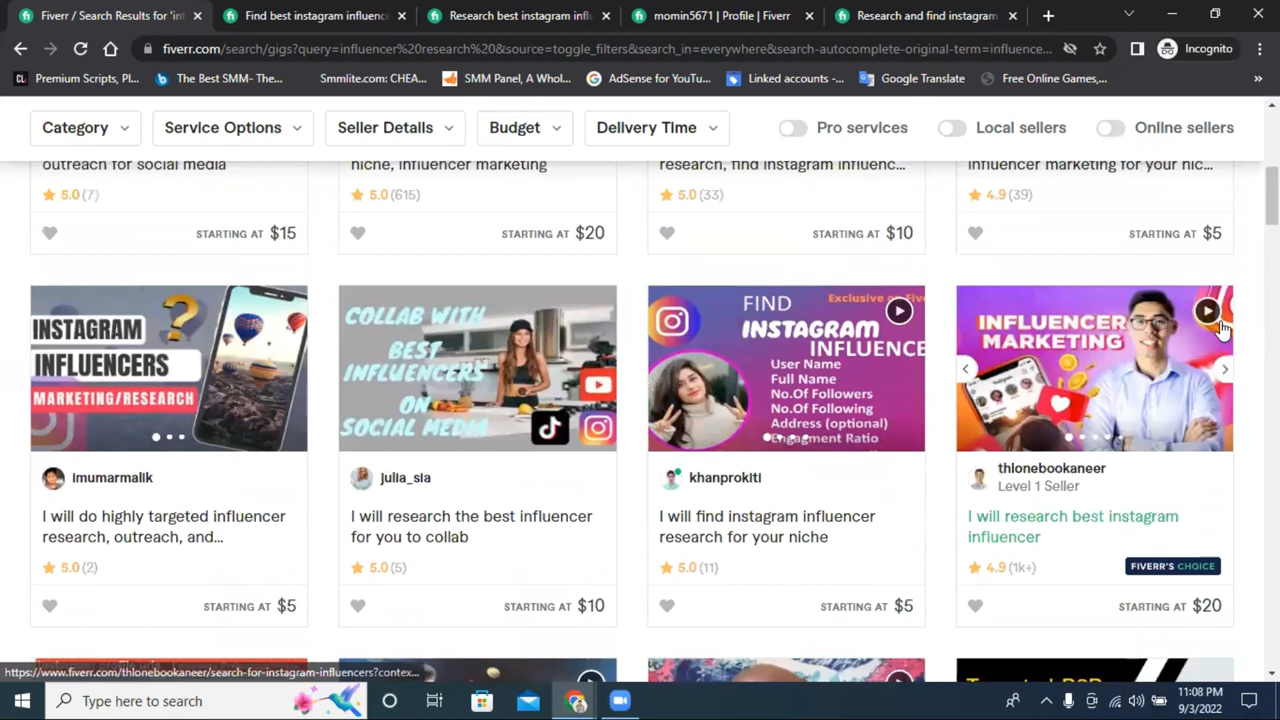 Fiverr / Search Results for 'in
Find best instagram influenc
Research best instagram infl
momin5671 | Profile | Fiverr
Research and find instagram
fiverr.com/search/gigs?query=influencer%20research%20&source=toggle_filters&search_in=everywhere&search-autocomplete-original-term=influence...
Incognito
Premium Scripts, Pl...
The Best SMM- The...
Smmlite.com: CHEA...
SMM Panel, A Whol...
AdSense for YouTu...
Linked accounts -...
Google Translate
Free Online Games,...
Category
Service Options
Seller Details
Budget
Delivery Time
Pro services
Local sellers
Online sellers
outreach for social media
niche, influencer marketing
research, find instagram influenc...
influencer marketing for your nic...
5.0 (7)
5.0 (615)
5.0 (33)
4.9 (39)
STARTING AT $15
STARTING AT $20
STARTING AT $10
STARTING AT $5
INSTAGRAM
INFLUENCERS
MARKETING/RESEARCH
COLLAB WITH
BEST
INFLUENCERS
ON
SOCIAL MEDIA
Exclusive on Five
FIND
INSTAGRAM
INFLUENCE
User Name
Full Name
No.Of Followers
No.Of Following
Address (optional)
Engagment Ratio
INFLUENCER
MARKETING
imumarmalik
julia_sia
khanprokiti
thlonebookaneer
Level 1 Seller
I will do highly targeted influencer
research, outreach, and...
I will research the best influencer
for you to collab
I will find instagram influencer
research for your niche
I will research best instagram
influencer
5.0 (2)
5.0 (5)
5.0 (11)
4.9 (1k+)
FIVERR'S CHOICE
STARTING AT $5
STARTING AT $10
STARTING AT $5
STARTING AT $20
https://www.fiverr.com/thlonebookaneer/search-for-instagram-influencers?contex...
Type here to search
11:08 PM
9/3/2022